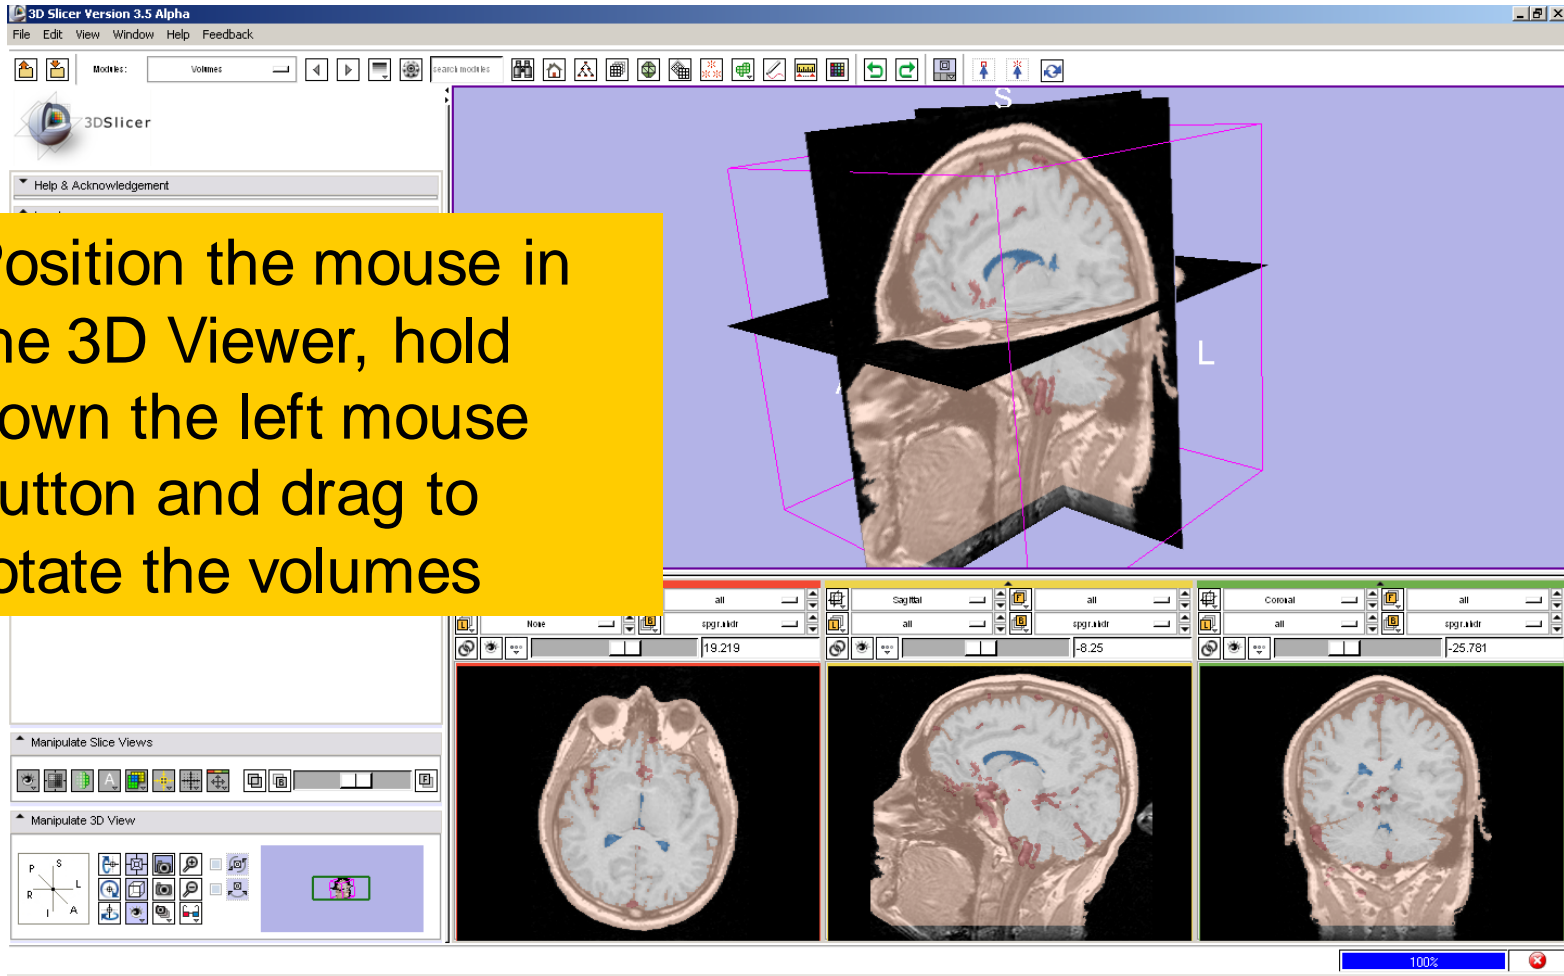 3D Slicer Version 3.5 Alpha
File Edit View Window Help Feedback
Modules: Volumes search modules
3DSlicer
Help & Acknowledgement
Position the mouse in
he 3D Viewer, hold
own the left mouse
utton and drag to
otate the volumes
S
L
all
Sagittal
F
all
Coronal
F
all
L
None
B
spgr.nhdr
L
all
B
spgr.nhdr
L
all
B
spgr.nhdr
19.219
-8.25
-25.781
Manipulate Slice Views
A
B
F
Manipulate 3D View
P S
R L
I A
100%